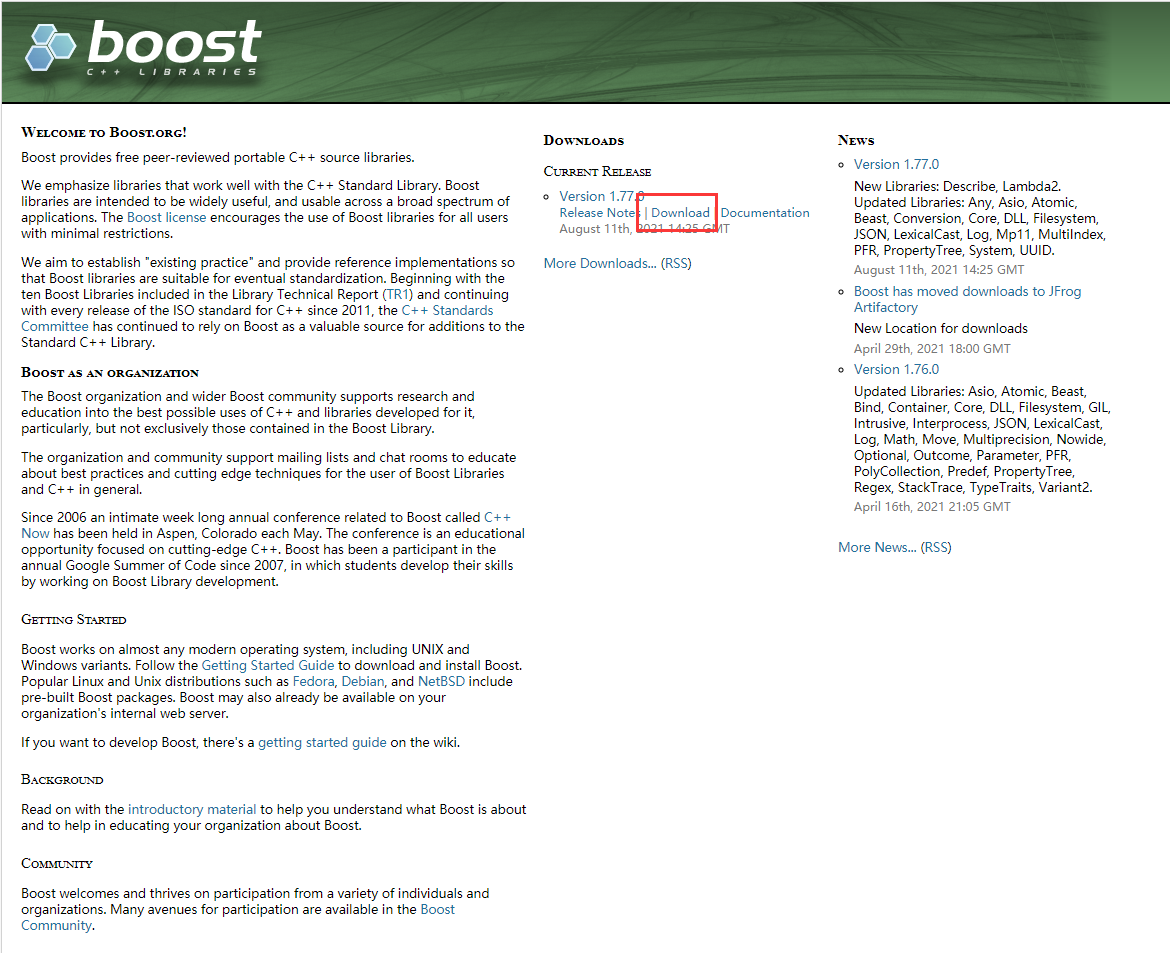 boost
C++ LIBRARIES
Welcome to Boost.org!
Boost provides free peer-reviewed portable C++ source libraries.
We emphasize libraries that work well with the C++ Standard Library. Boost
libraries are intended to be widely useful, and usable across a broad spectrum of
applications. The Boost license encourages the use of Boost libraries for all users
with minimal restrictions.
We aim to establish "existing practice" and provide reference implementations so
that Boost libraries are suitable for eventual standardization. Beginning with the
ten Boost Libraries included in the Library Technical Report (TR1) and continuing
with every release of the ISO standard for C++ since 2011, the C++ Standards
Committee has continued to rely on Boost as a valuable source for additions to the
Standard C++ Library.
Boost as an organization
The Boost organization and wider Boost community supports research and
education into the best possible uses of C++ and libraries developed for it,
particularly, but not exclusively those contained in the Boost Library.
The organization and community support mailing lists and chat rooms to educate
about best practices and cutting edge techniques for the user of Boost Libraries
and C++ in general.
Since 2006 an intimate week long annual conference related to Boost called C++
Now has been held in Aspen, Colorado each May. The conference is an educational
opportunity focused on cutting-edge C++. Boost has been a participant in the
annual Google Summer of Code since 2007, in which students develop their skills
by working on Boost Library development.
Getting Started
Boost works on almost any modern operating system, including UNIX and
Windows variants. Follow the Getting Started Guide to download and install Boost.
Popular Linux and Unix distributions such as Fedora, Debian, and NetBSD include
pre-built Boost packages. Boost may also already be available on your
organization's internal web server.
If you want to develop Boost, there's a getting started guide on the wiki.
Background
Read on with the introductory material to help you understand what Boost is about
and to help in educating your organization about Boost.
Community
Boost welcomes and thrives on participation from a variety of individuals and
organizations. Many avenues for participation are available in the Boost
Community.
Downloads
Current Release
Version 1.77.0
Release Notes | Download | Documentation
August 11th, 2021 14:25 GMT
More Downloads... (RSS)
News
Version 1.77.0
New Libraries: Describe, Lambda2.
Updated Libraries: Any, Asio, Atomic,
Beast, Conversion, Core, DLL, Filesystem,
JSON, LexicalCast, Log, Mp11, MultiIndex,
PFR, PropertyTree, System, UUID.
August 11th, 2021 14:25 GMT
Boost has moved downloads to JFrog
Artifactory
New Location for downloads
April 29th, 2021 18:00 GMT
Version 1.76.0
Updated Libraries: Asio, Atomic, Beast,
Bind, Container, Core, DLL, Filesystem, GIL,
Intrusive, Interprocess, JSON, LexicalCast,
Log, Math, Move, Multiprecision, Nowide,
Optional, Outcome, Parameter, PFR,
PolyCollection, Predef, PropertyTree,
Regex, StackTrace, TypeTraits, Variant2.
April 16th, 2021 21:05 GMT
More News... (RSS)